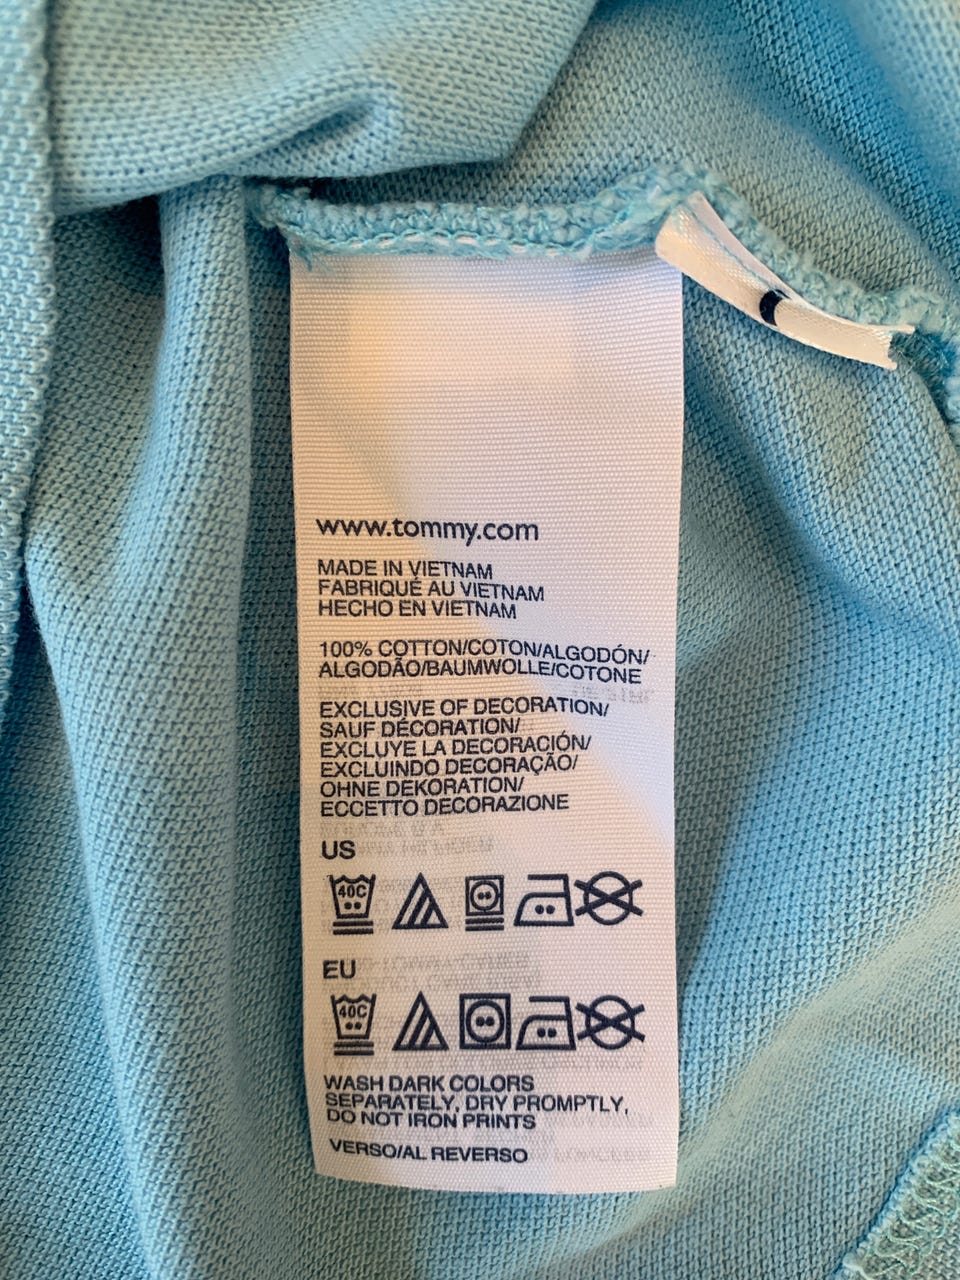 www.tommy.com
MADE IN VIETNAM
FABRIQUÉ AU VIETNAM
HECHO EN VIETNAM
100% COTTON/COTON/ALGODÓN/
ALGODÃO/BAUMWOLLE/COTONE
EXCLUSIVE OF DECORATION/
SAUF DÉCORATION/
EXCLUYE LA DECORACIÓN/
EXCLUINDO DECORAÇÃO/
OHNE DEKORATION/
ECCETTO DECORAZIONE
US
40C
EU
40C
WASH DARK COLORS
SEPARATELY, DRY PROMPTLY,
DO NOT IRON PRINTS
VERSO/AL REVERSO